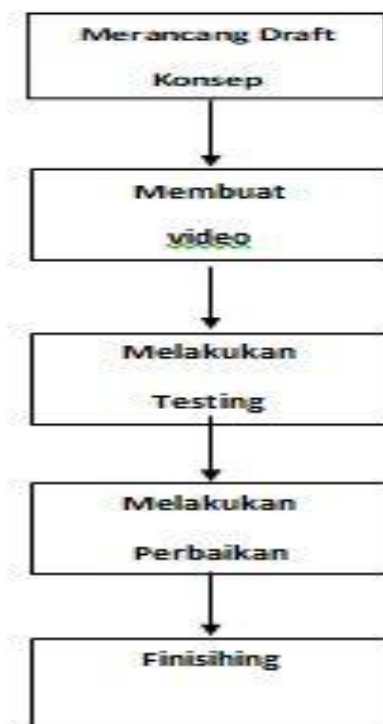 Merancang Draft
Konsep
Membuat
video
Melakukan
Testing
Melakukan
Perbaikan
Finisihing